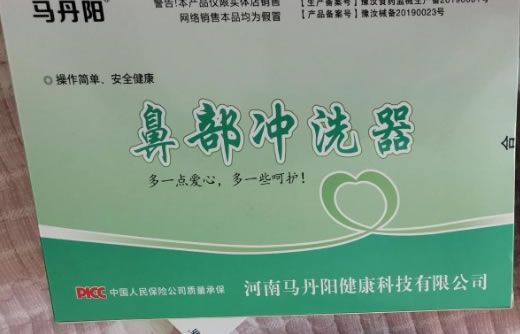 马丹阳®
警告!本产品仅限实体店销售
网络销售本品均为假冒
【产品备案号】豫汝械备20190023号
操作简单、安全健康
鼻部冲洗器
多一点爱心，多一些呵护!
合
PICC 中国人民保险公司质量承保
河南马丹阳健康科技有限公司